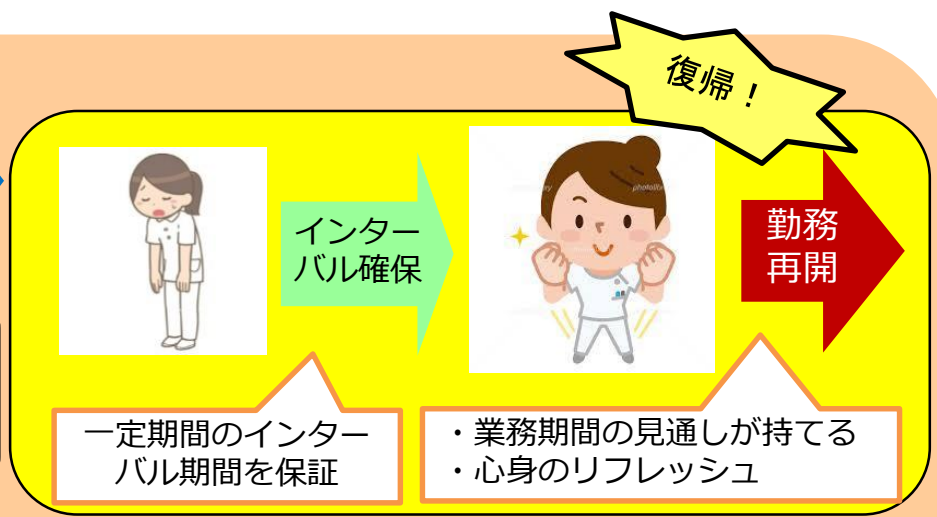 復帰！
インター
バル確保
勤務
再開
一定期間のインター
バル期間を保証
・業務期間の見通しが持てる
・心身のリフレッシュ